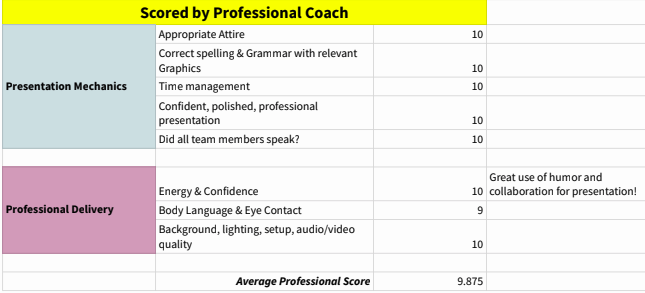 Scored by Professional Coach
Appropriate Attire 10
Correct spelling & Grammar with relevant
Graphics 10
Presentation Mechanics
Time management 10
Confident, polished, professional
presentation 10
Did all team members speak? 10
Great use of humor and
Energy & Confidence 10 collaboration for presentation!
Professional Delivery
Body Language & Eye Contact 9
Background, lighting, setup, audio/video
quality 10
Average Professional Score 9.875